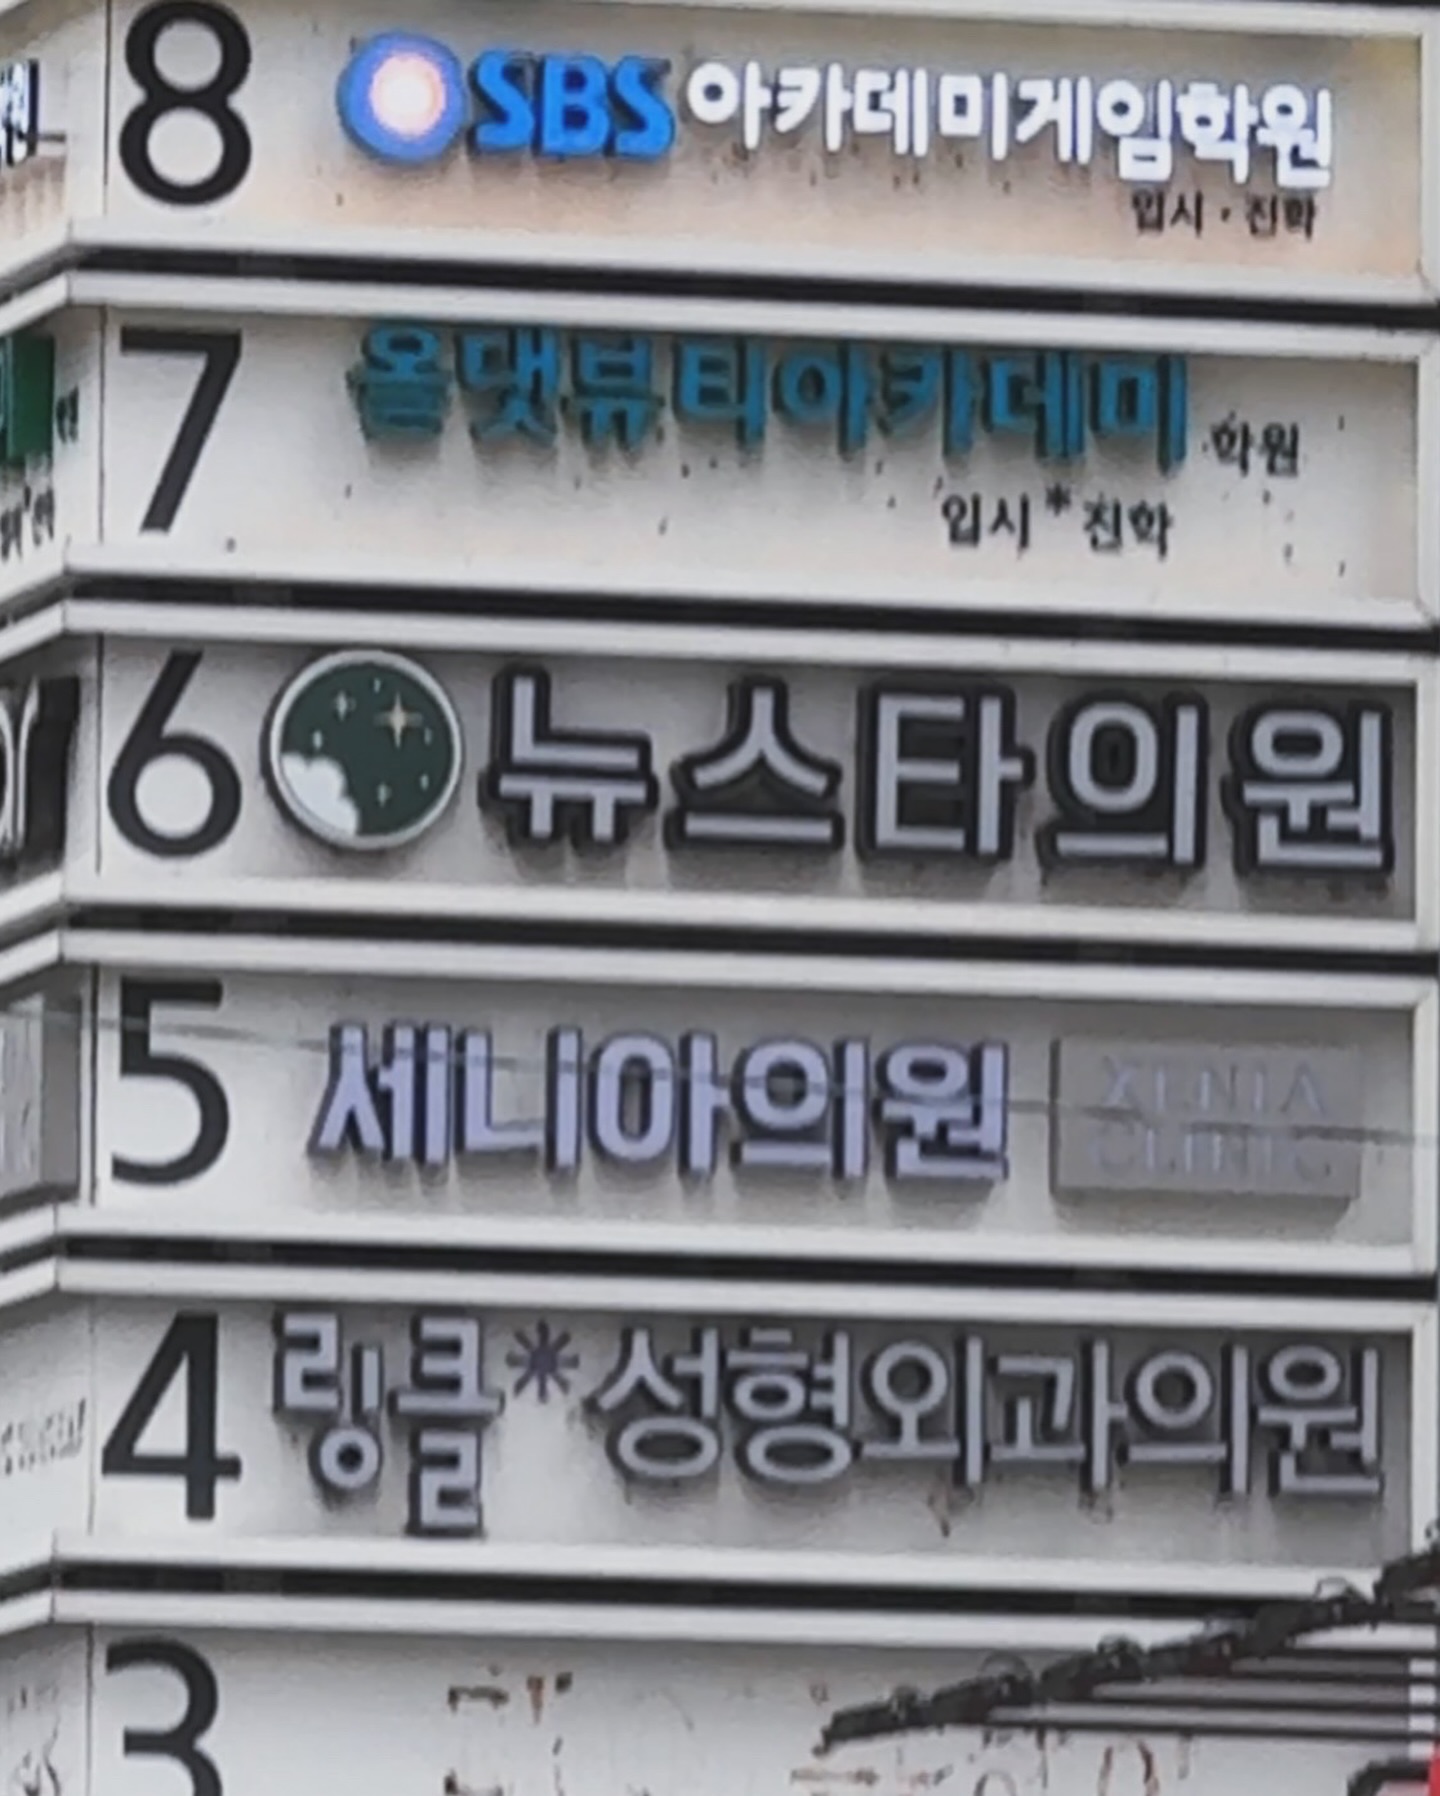 8 SBS 아카데미게임학원
입시 · 진학
7 올댓뷰티아카데미 학원
입시 * 진학
6 뉴스타의원
5 세니아의원 XENIA
CLINIC
4 링클*성형외과의원
3